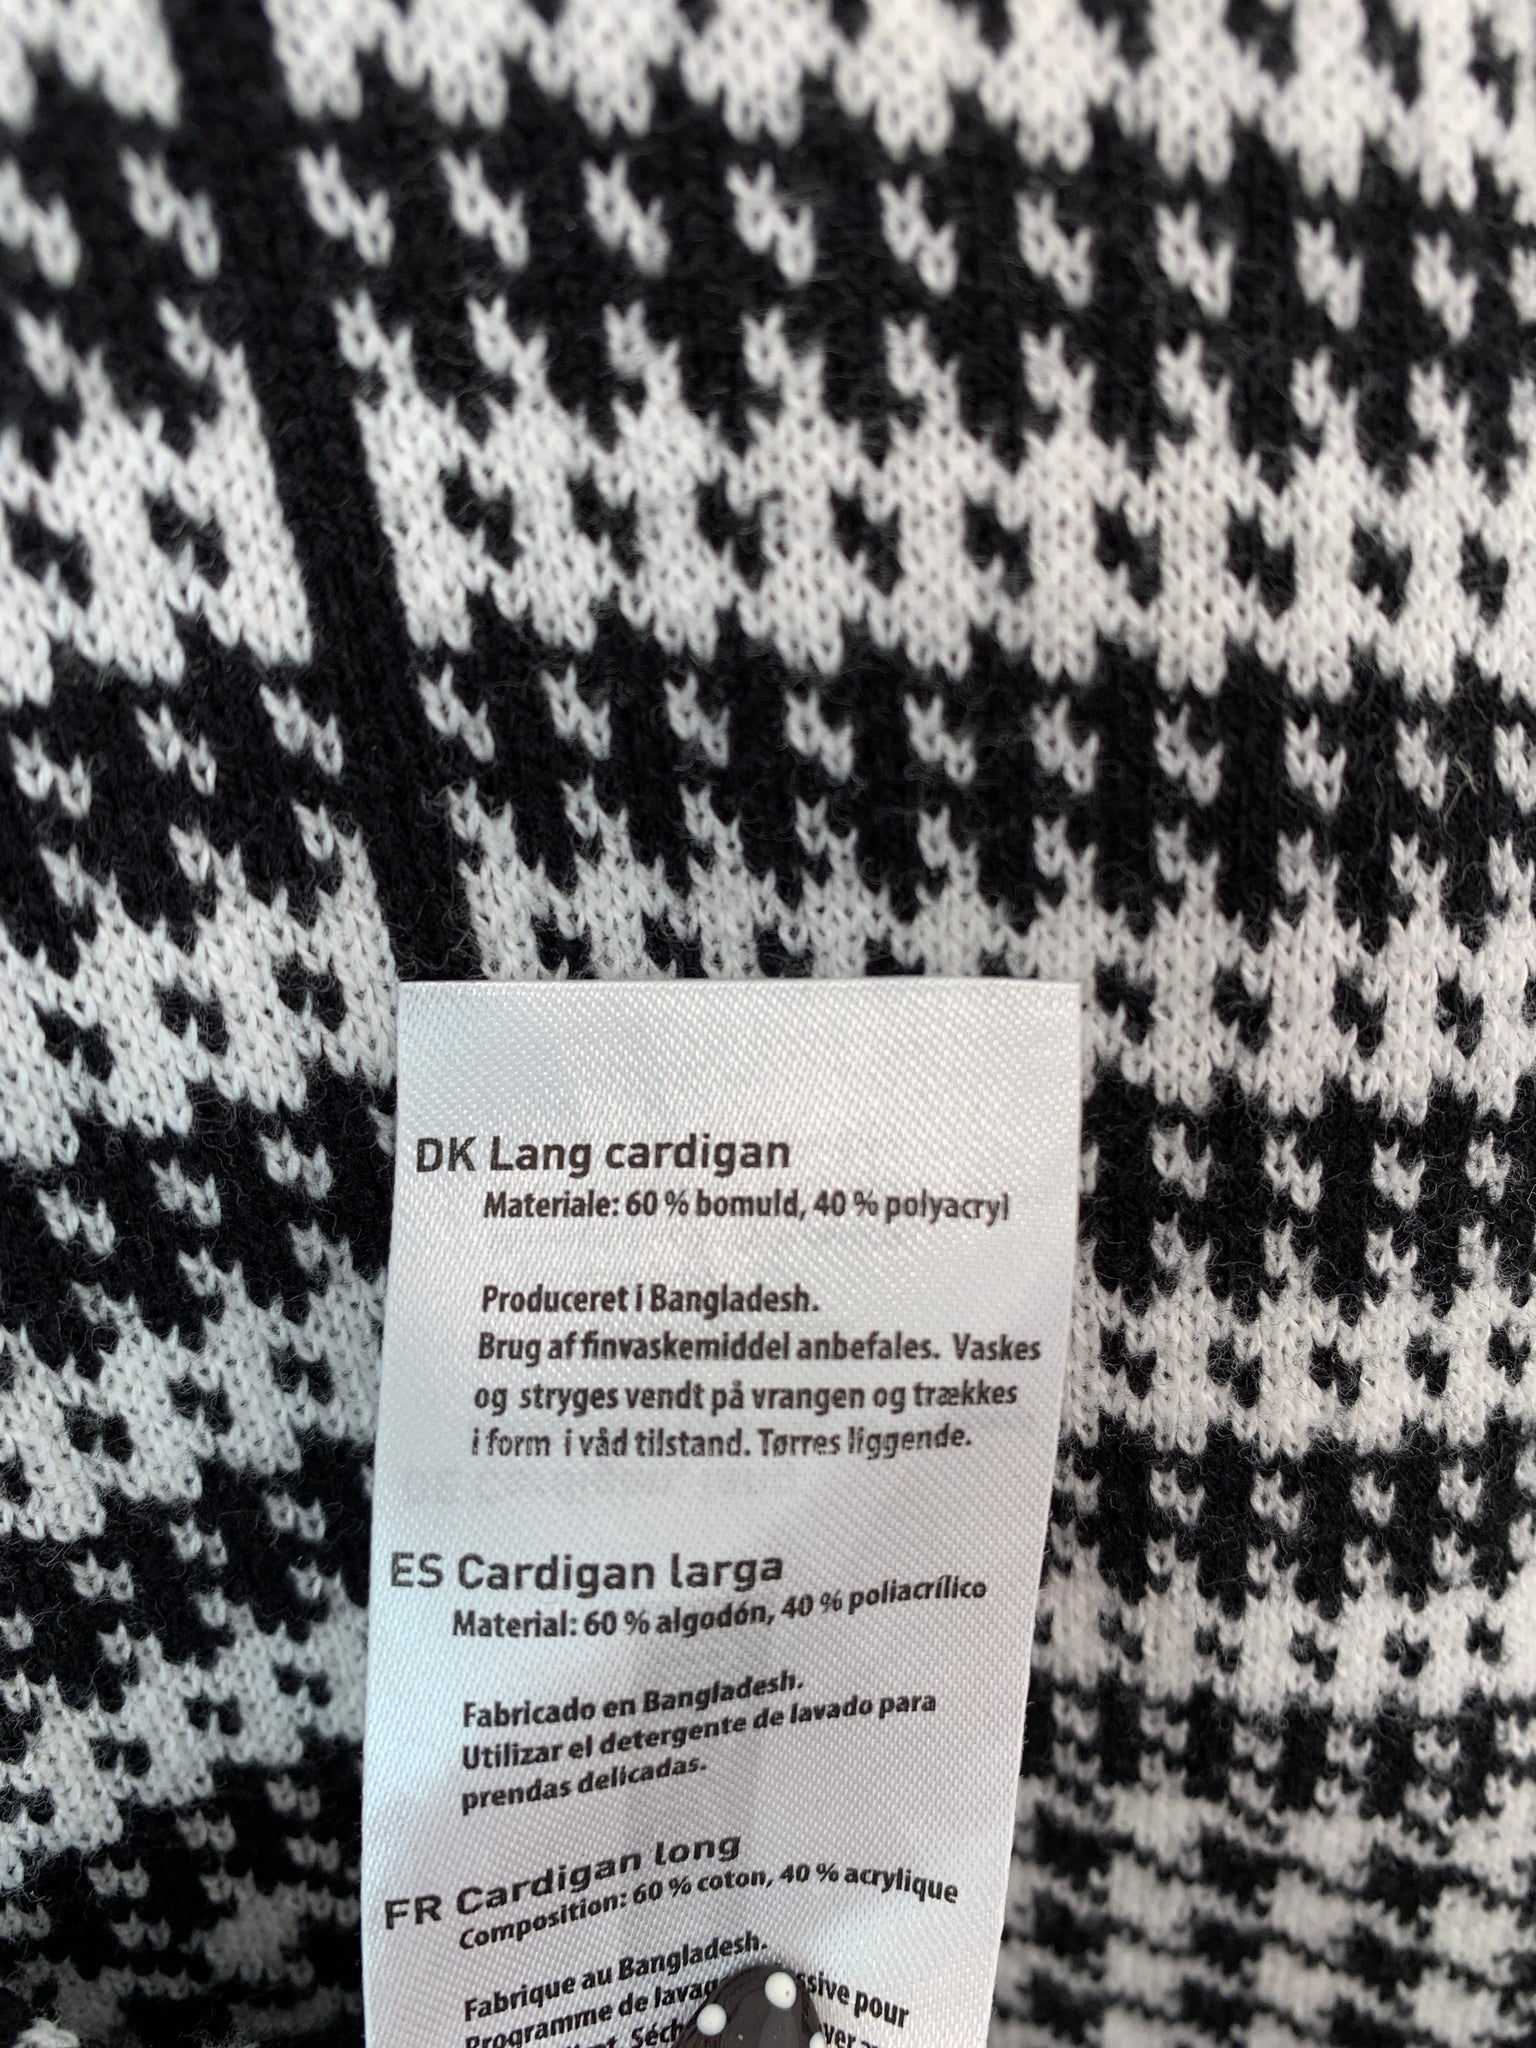 DK Lang cardigan
Materiale: 60 % bomuld, 40 % polyacryl
Produceret i Bangladesh.
Brug af finvaskemiddel anbefales. Vaskes
og stryges vendt på vrangen og trækkes
i form i våd tilstand. Tørres liggende.
ES Cardigan larga
Material: 60 % algodón, 40 % poliacrílico
Fabricado en Bangladesh.
Utilizar el detergente de lavado para
prendas delicadas.
FR Cardigan long
Composition: 60 % coton, 40 % acrylique
Fabrique au Bangladesh.
Programme de pour